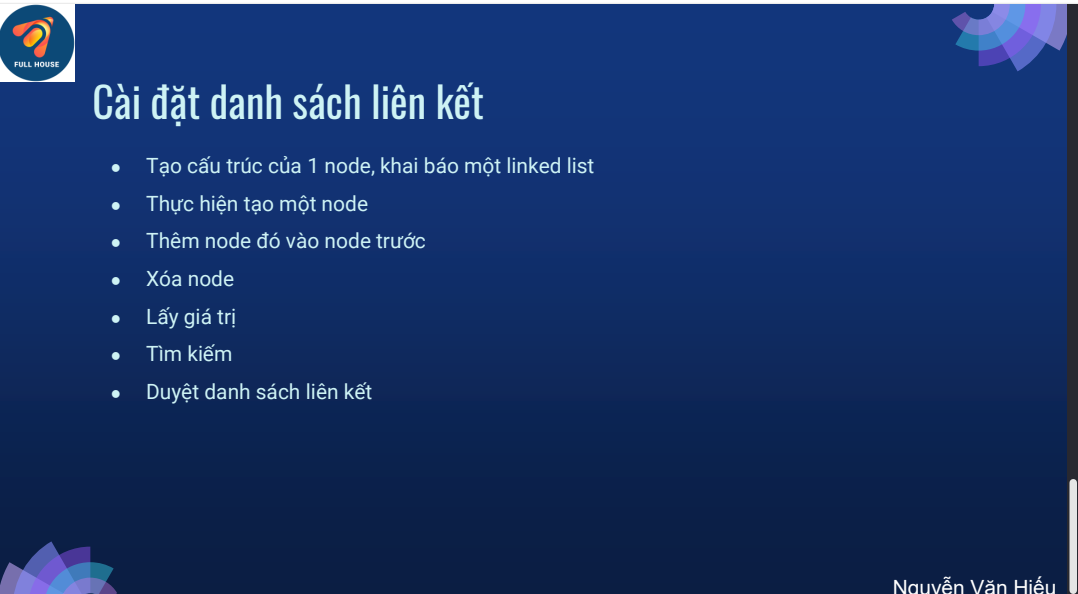 FULL HOUSE
Cài đặt danh sách liên kết
● Tạo cấu trúc của 1 node, khai báo một linked list
● Thực hiện tạo một node
● Thêm node đó vào node trước
● Xóa node
● Lấy giá trị
● Tìm kiếm
● Duyệt danh sách liên kết
Nguyễn Văn Hiếu